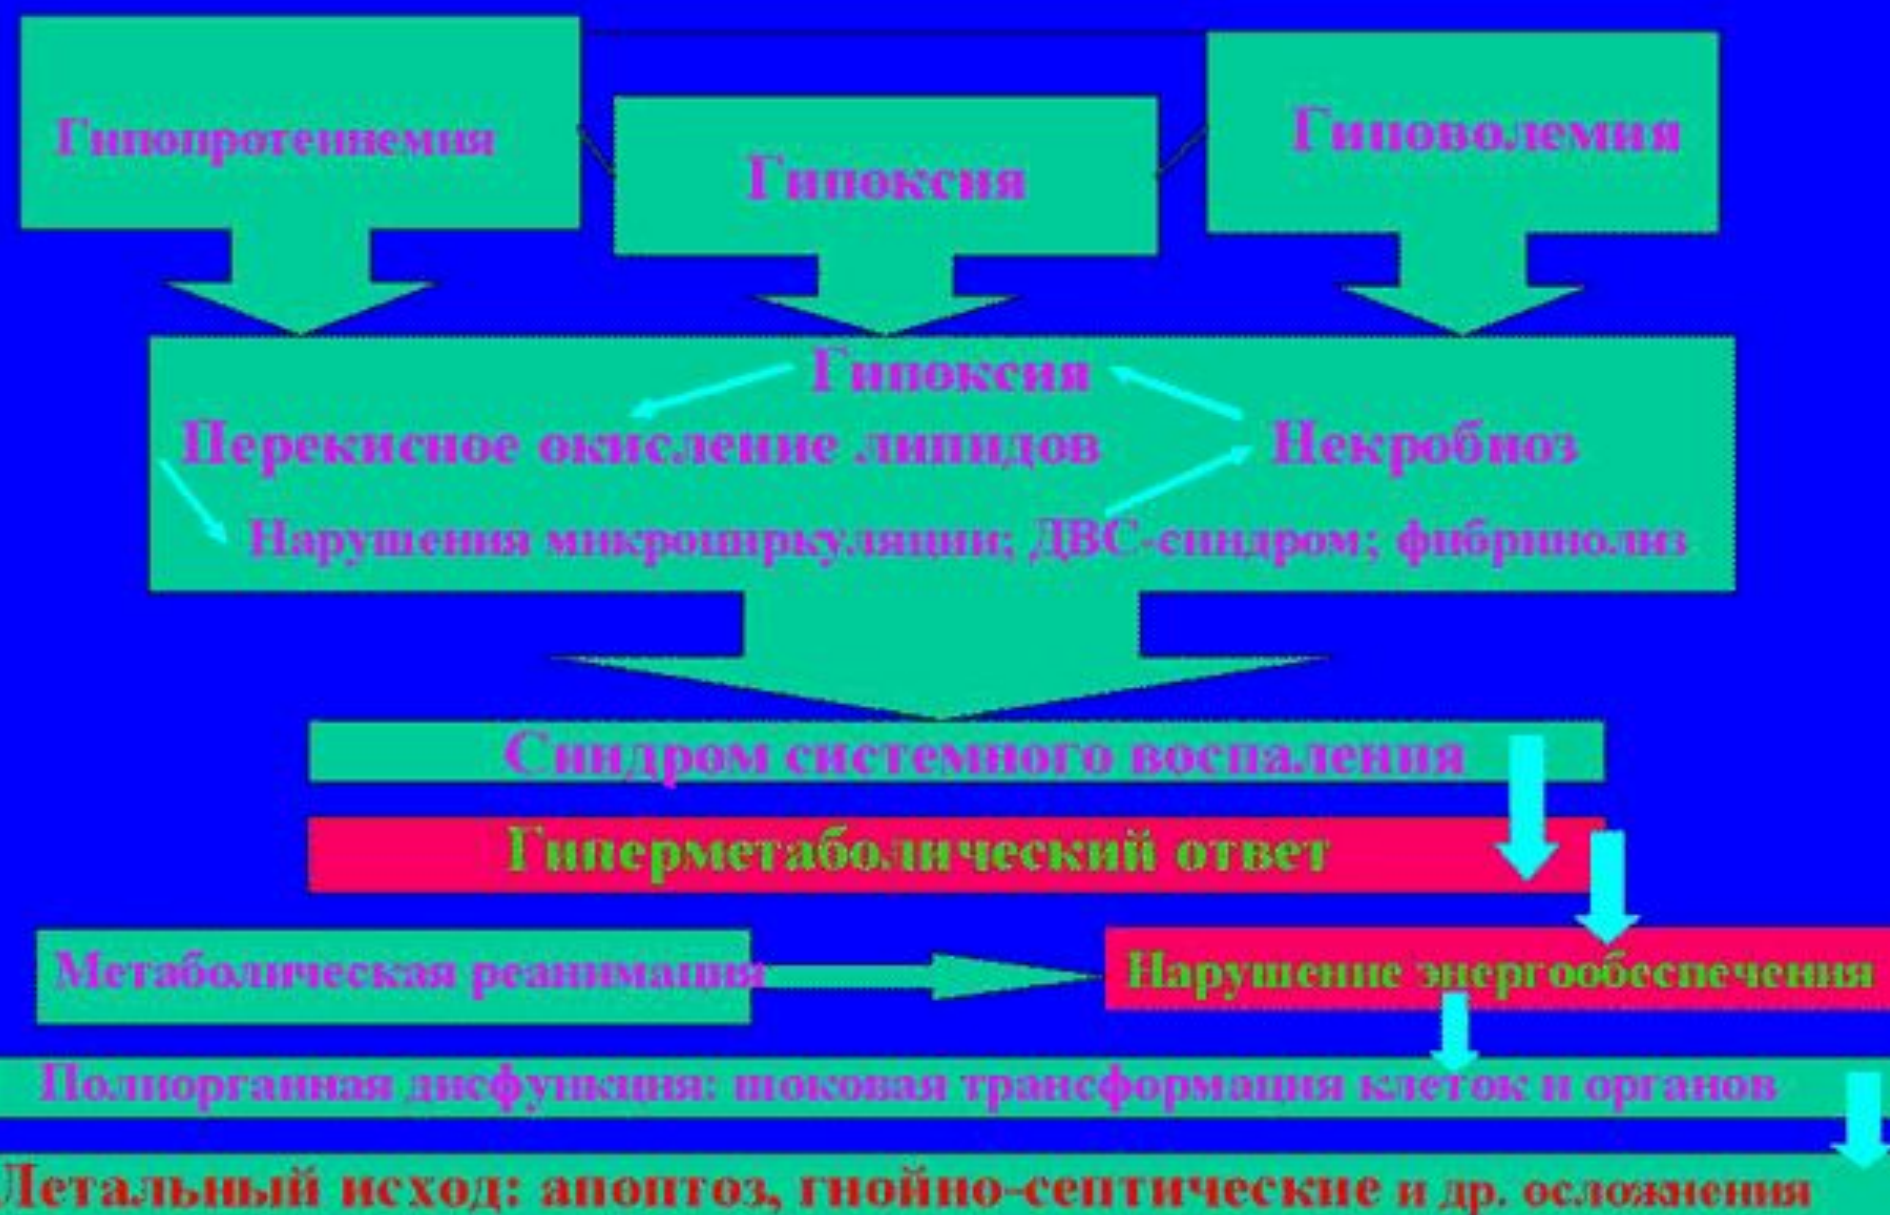 Гипопротеинемия
Гипоксия
Гиповолемия
Гипоксия
Перекисное окисление липидов
Некробиоз
Нарушения микроциркуляции; ДВС-синдром; фибринолиз
Синдром системного воспаления
Гиперметаболический ответ
Метаболическая реанимация
Нарушение энергообеспечения
Полиорганная дисфункция: шоковая трансформация клеток и органов
Летальный исход: апоптоз, гнойно-септические и др. осложнения